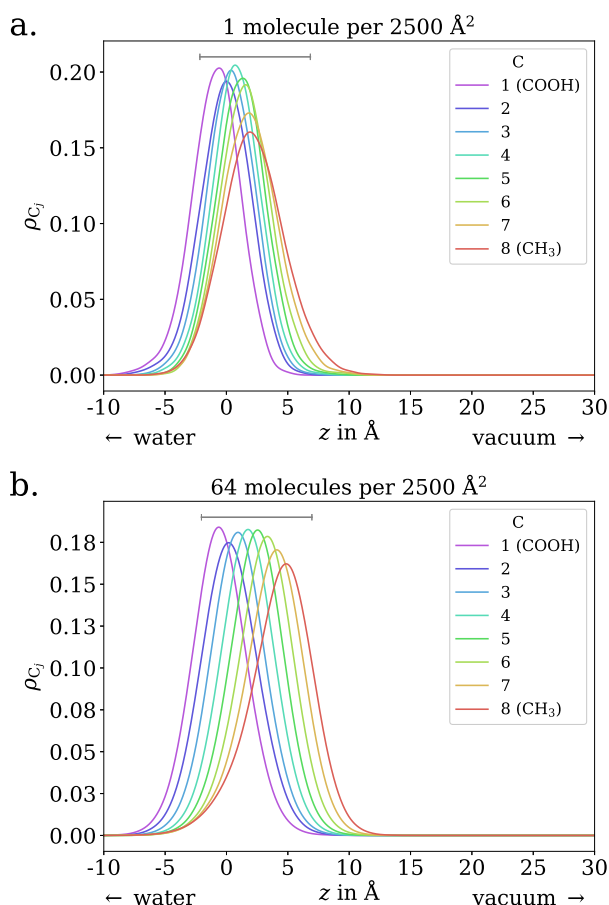 a.
1 molecule per 2500 Å²
C
1 (COOH)
2
3
4
5
6
7
8 (CH₃)
0.20
0.15
0.10
0.05
0.00
ρ_{C_j}
-10 -5 0 5 10 15 20 25 30
← water z in Å vacuum →
b.
64 molecules per 2500 Å²
C
1 (COOH)
2
3
4
5
6
7
8 (CH₃)
0.18
0.15
0.13
0.10
0.08
0.05
0.03
0.00
ρ_{C_j}
-10 -5 0 5 10 15 20 25 30
← water z in Å vacuum →